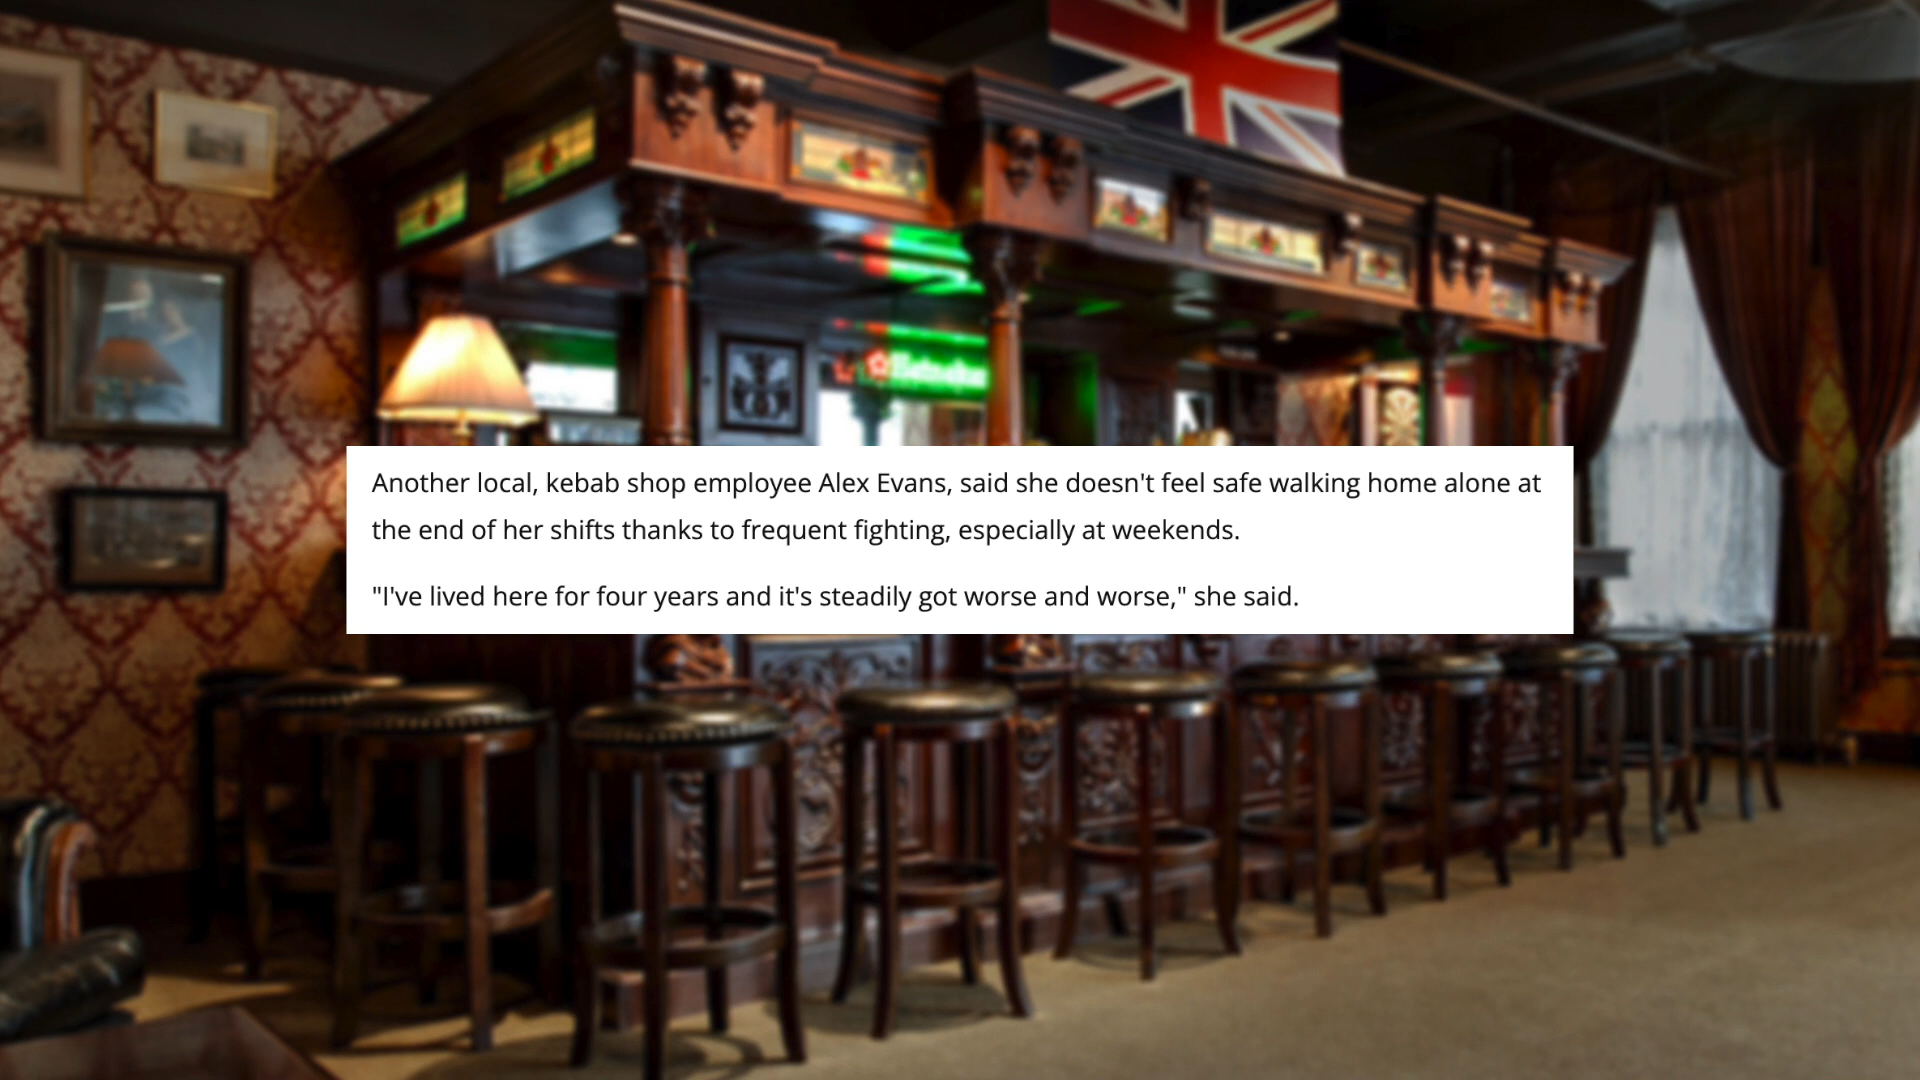 Heineken
Another local, kebab shop employee Alex Evans, said she doesn't feel safe walking home alone at
the end of her shifts thanks to frequent fighting, especially at weekends.
"I've lived here for four years and it's steadily got worse and worse," she said.